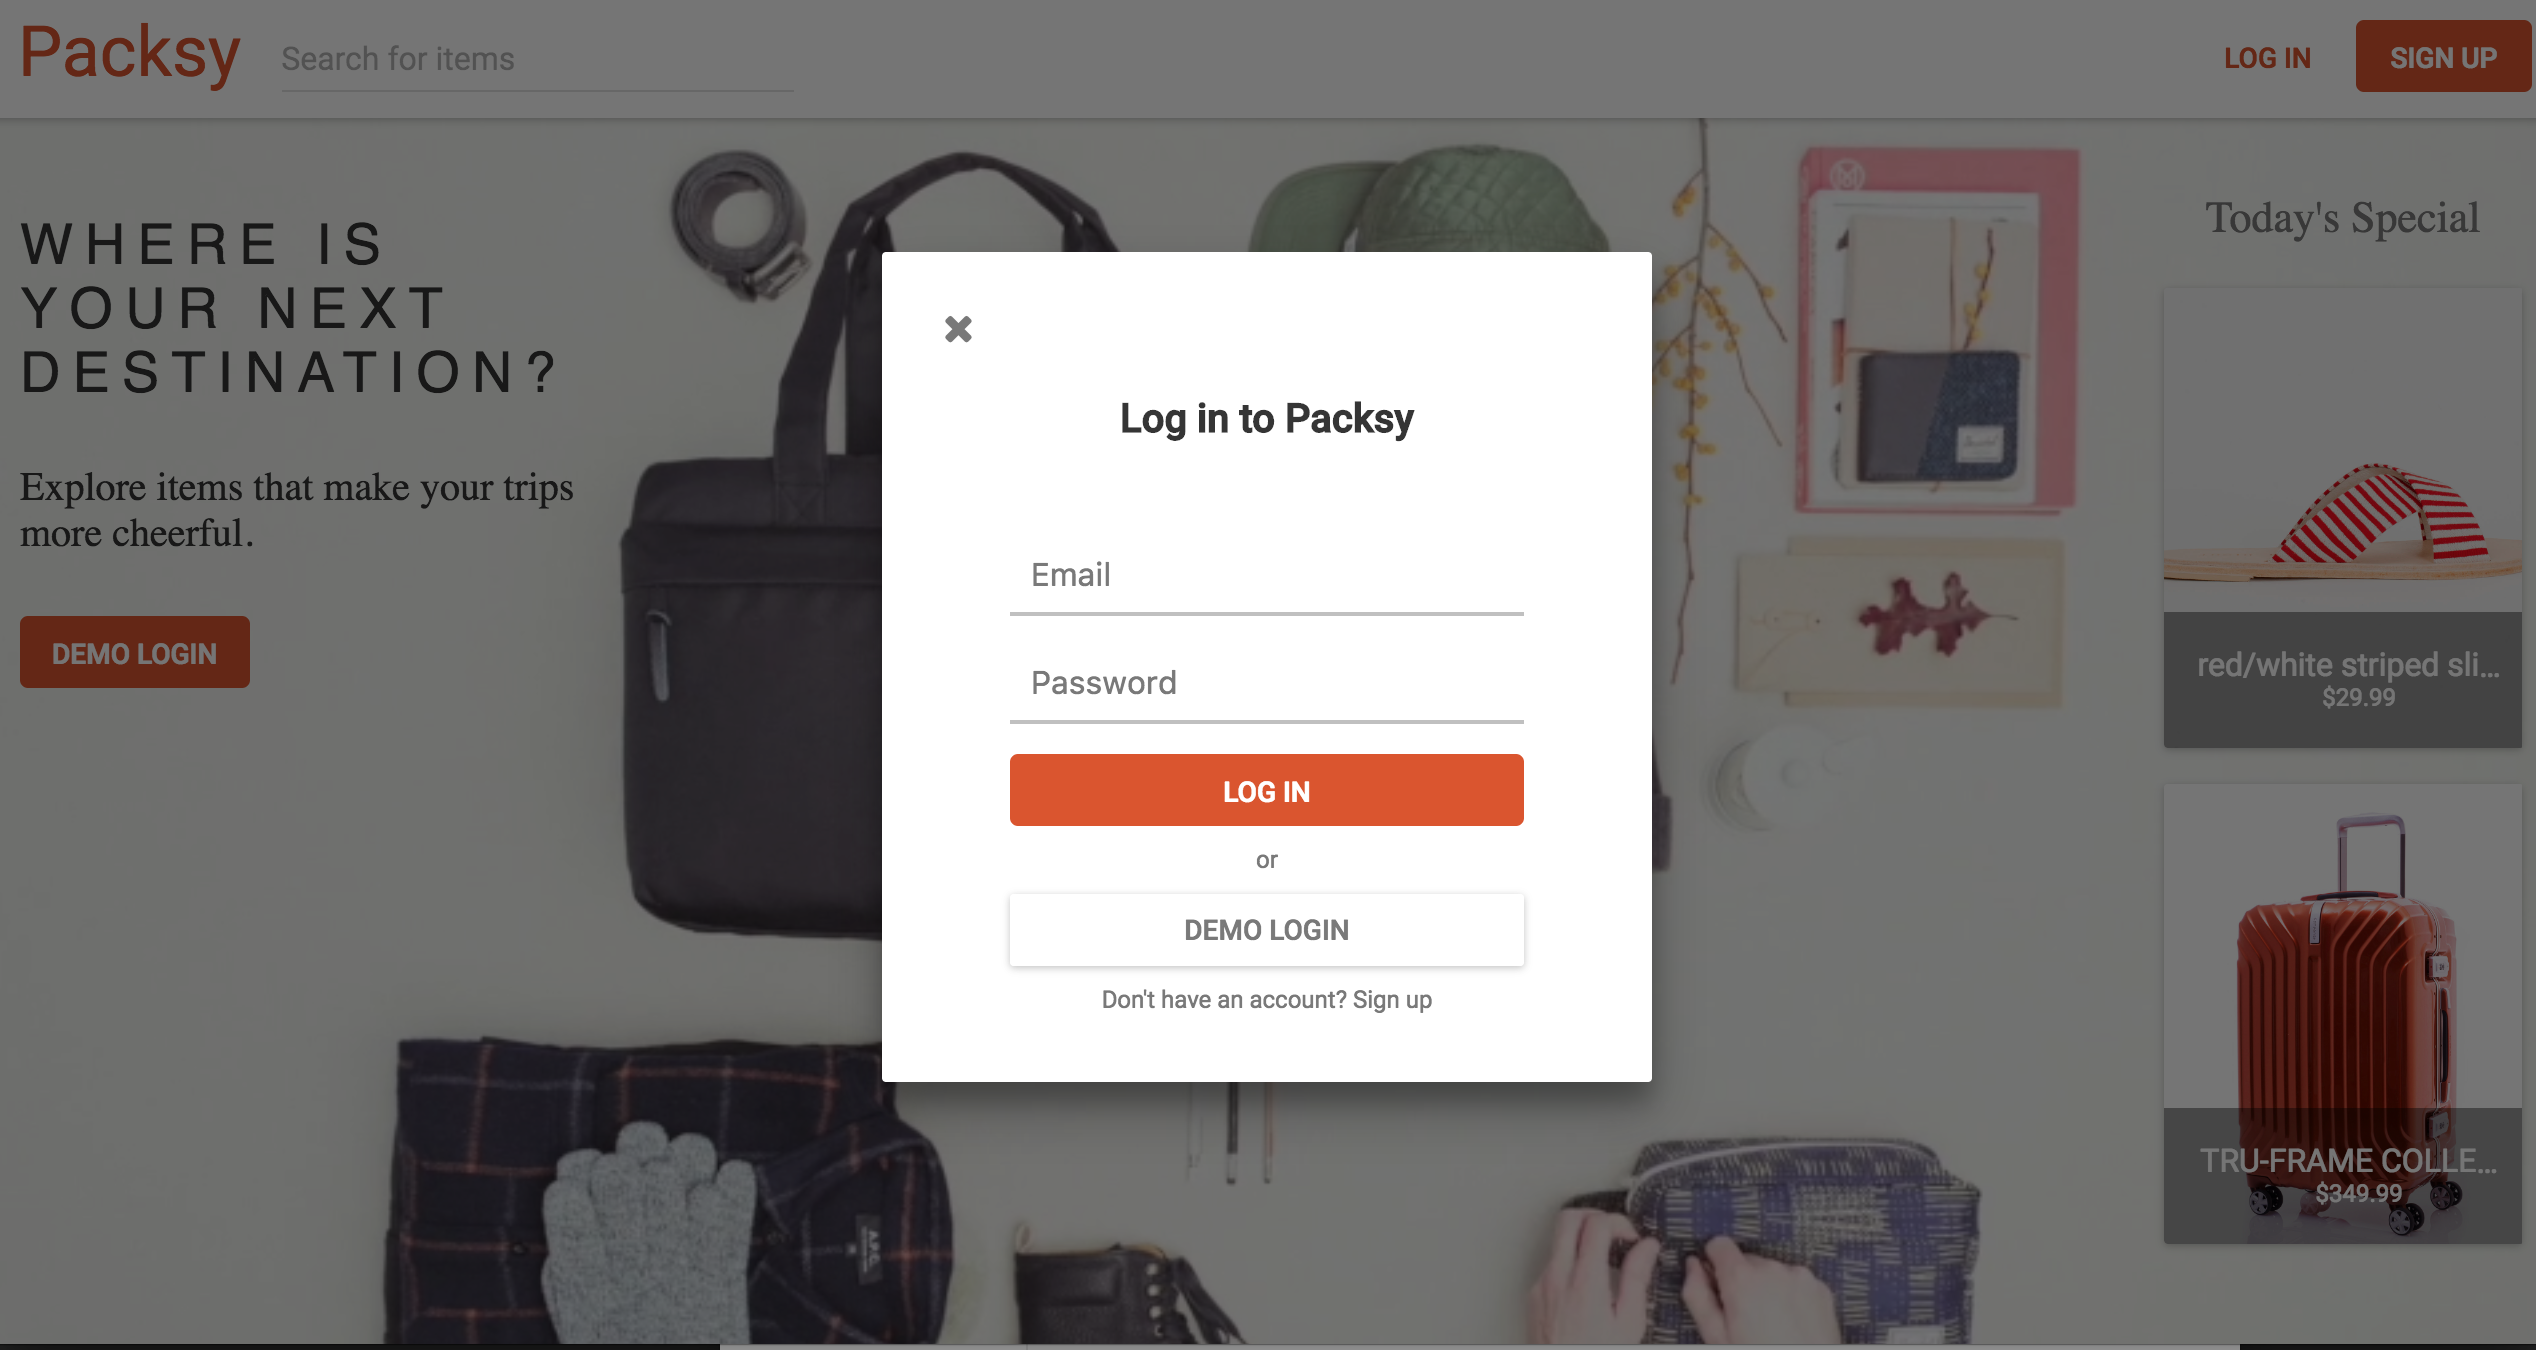 Packsy
Search for items
LOG IN
SIGN UP
WHERE IS
YOUR NEXT
DESTINATION?
Explore items that make your trips
more cheerful.
DEMO LOGIN
Log in to Packsy
Email
Password
LOG IN
or
DEMO LOGIN
Don't have an account? Sign up
Today's Special
red/white striped sli...
$29.99
TRU-FRAME COLLE...
$349.99
A.P.C.